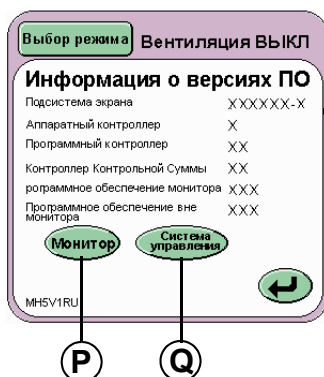 Выбор режима Вентиляция ВЫКЛ
Информация о версиях ПО
Подсистема экрана XXXXXX-X
Аппаратный контроллер X
Программный контроллер XX
Контроллер Контрольной Суммы XX
рограммное обеспечение монитора XXX
Программное обеспечение вне XXX
монитора
Монитор
Система
управления
MH5V1RU
P Q